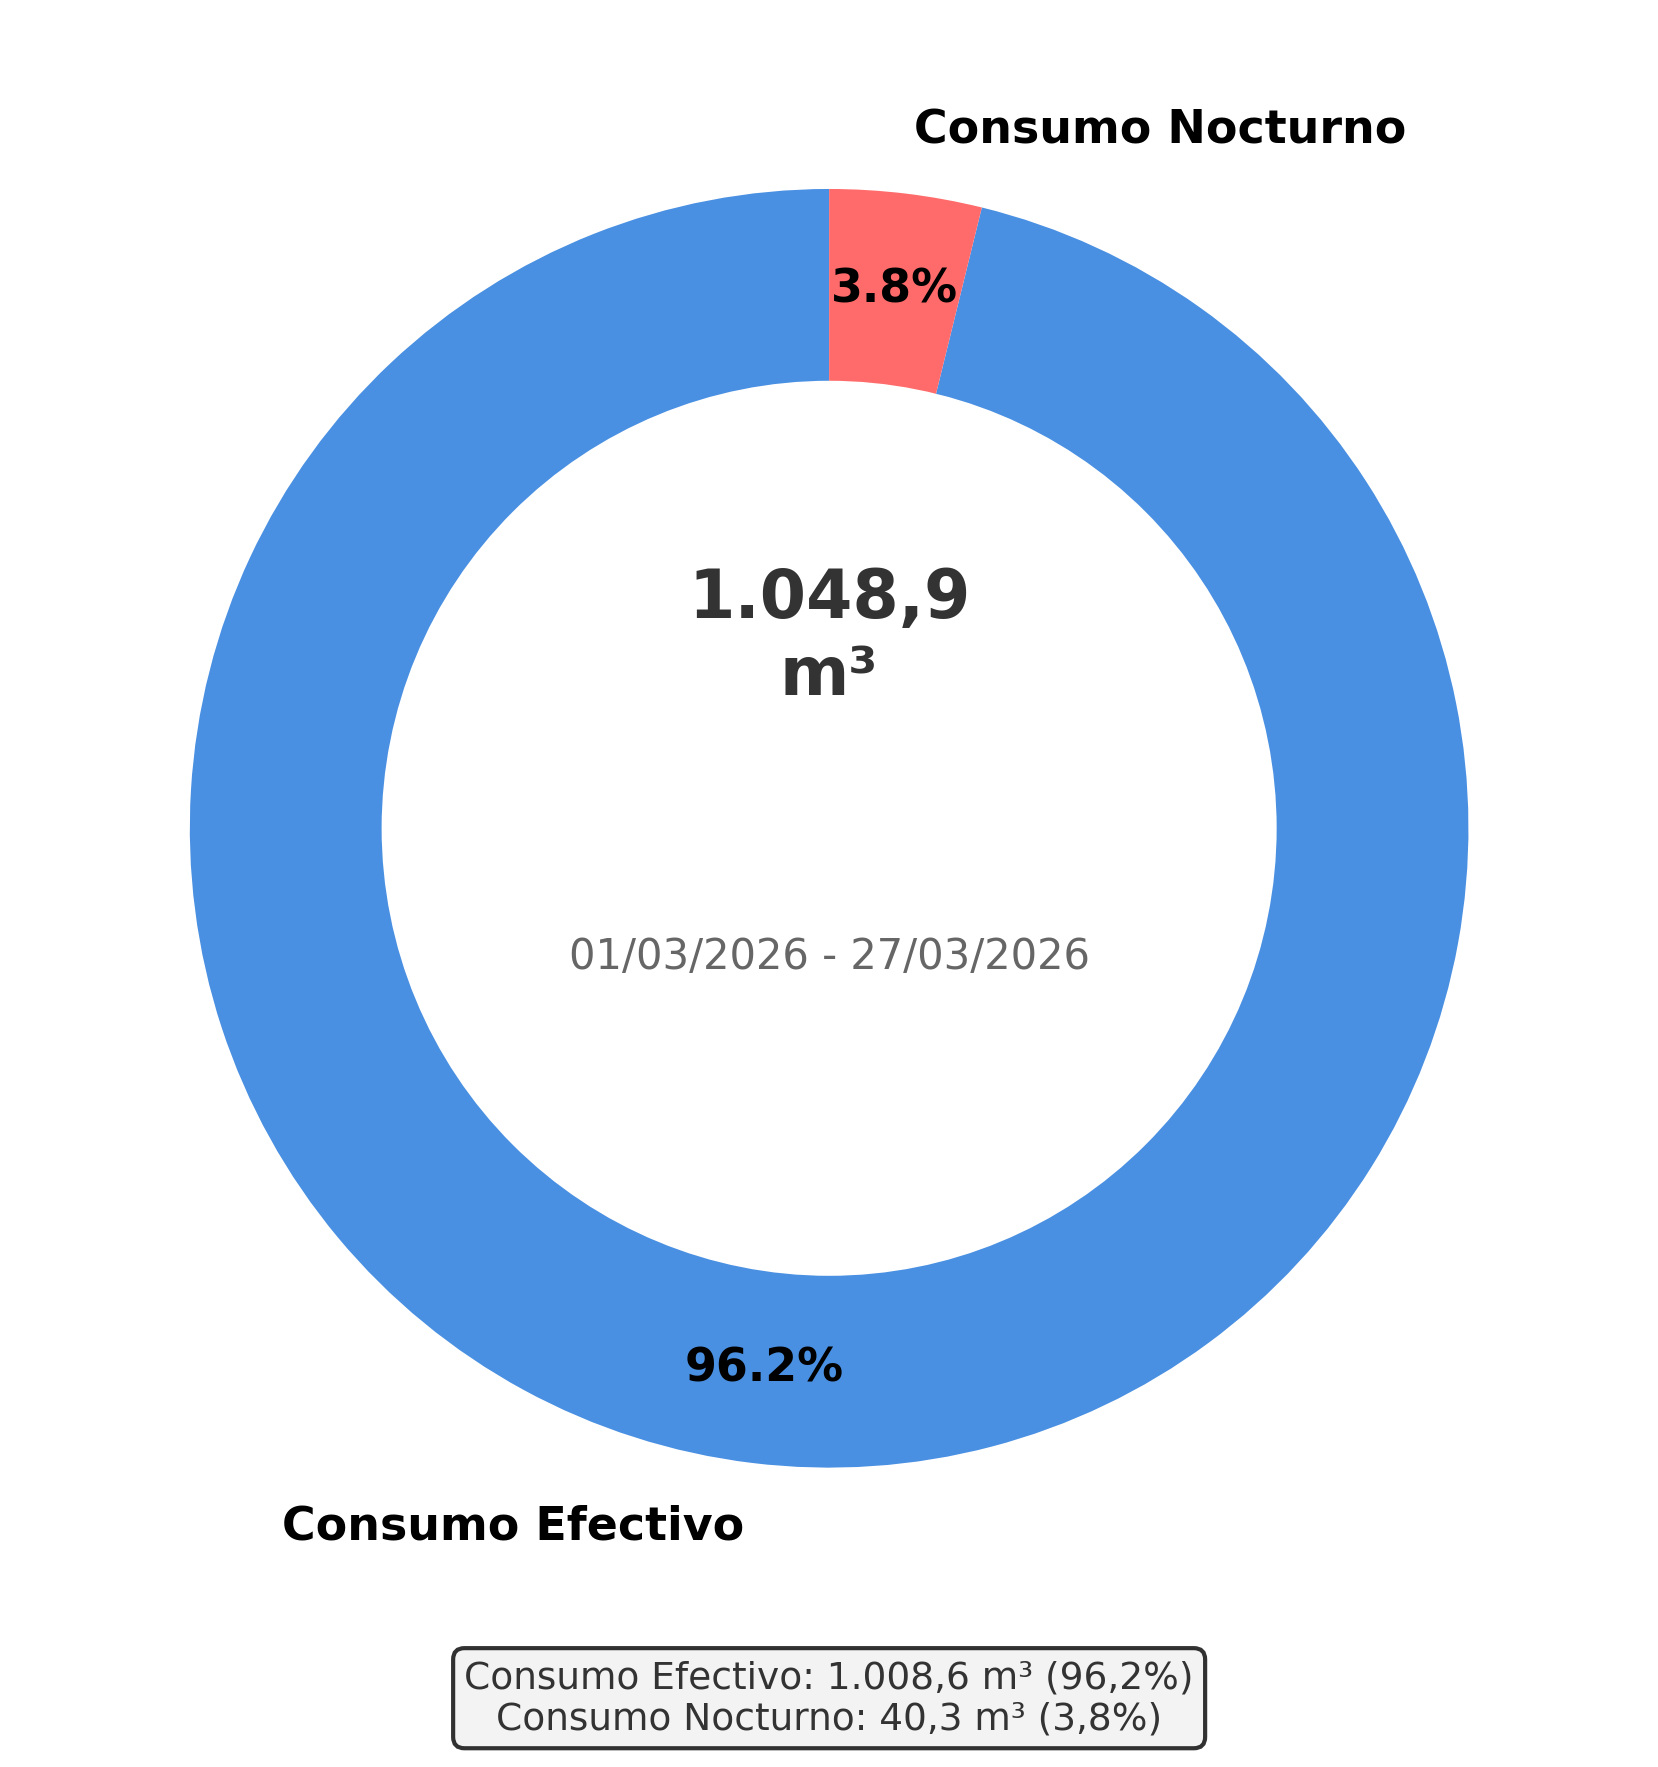 Consumo Nocturno
3.8%
1.048,9
m³
01/03/2026 - 27/03/2026
96.2%
Consumo Efectivo
Consumo Efectivo: 1.008,6 m³ (96,2%)
Consumo Nocturno: 40,3 m³ (3,8%)